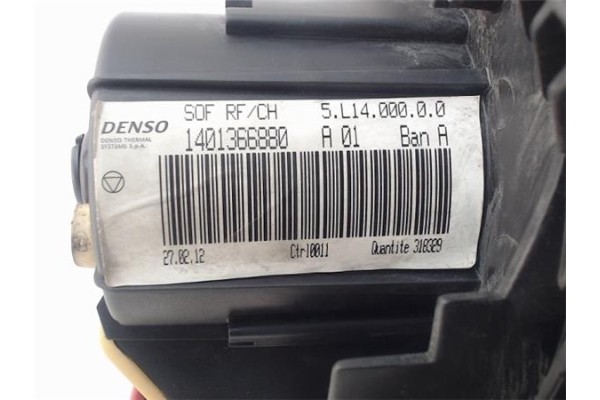 SOF RF/CH 5.L14.000.0.0
DENSO
DENSO THERMAL
SYSTEMS S.p.A.
1401366880 A 01 Ban A
27.02.12 Ctrl0011 Quantite 318329